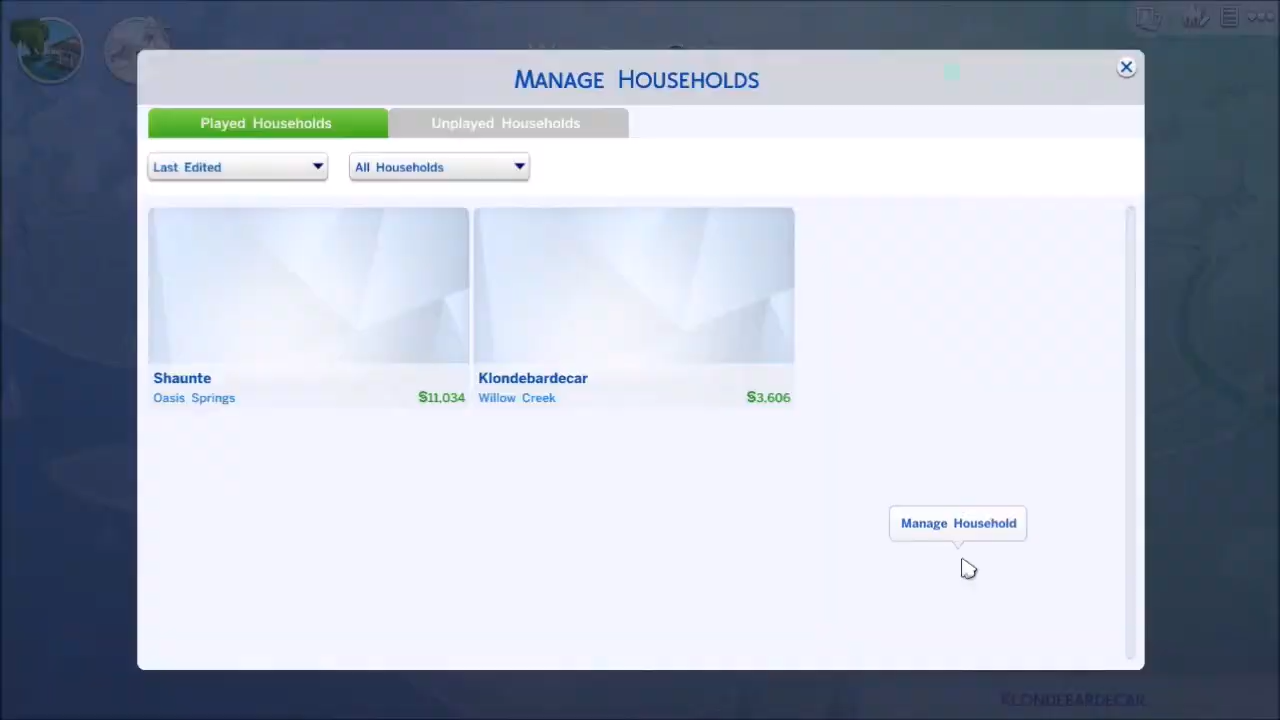 Manage Households
Played Households
Unplayed Households
Last Edited
All Households
Shaunte
Oasis Springs
§11,034
Klondebardecar
Willow Creek
§3,606
Manage Household
KLONDEBARDECAR